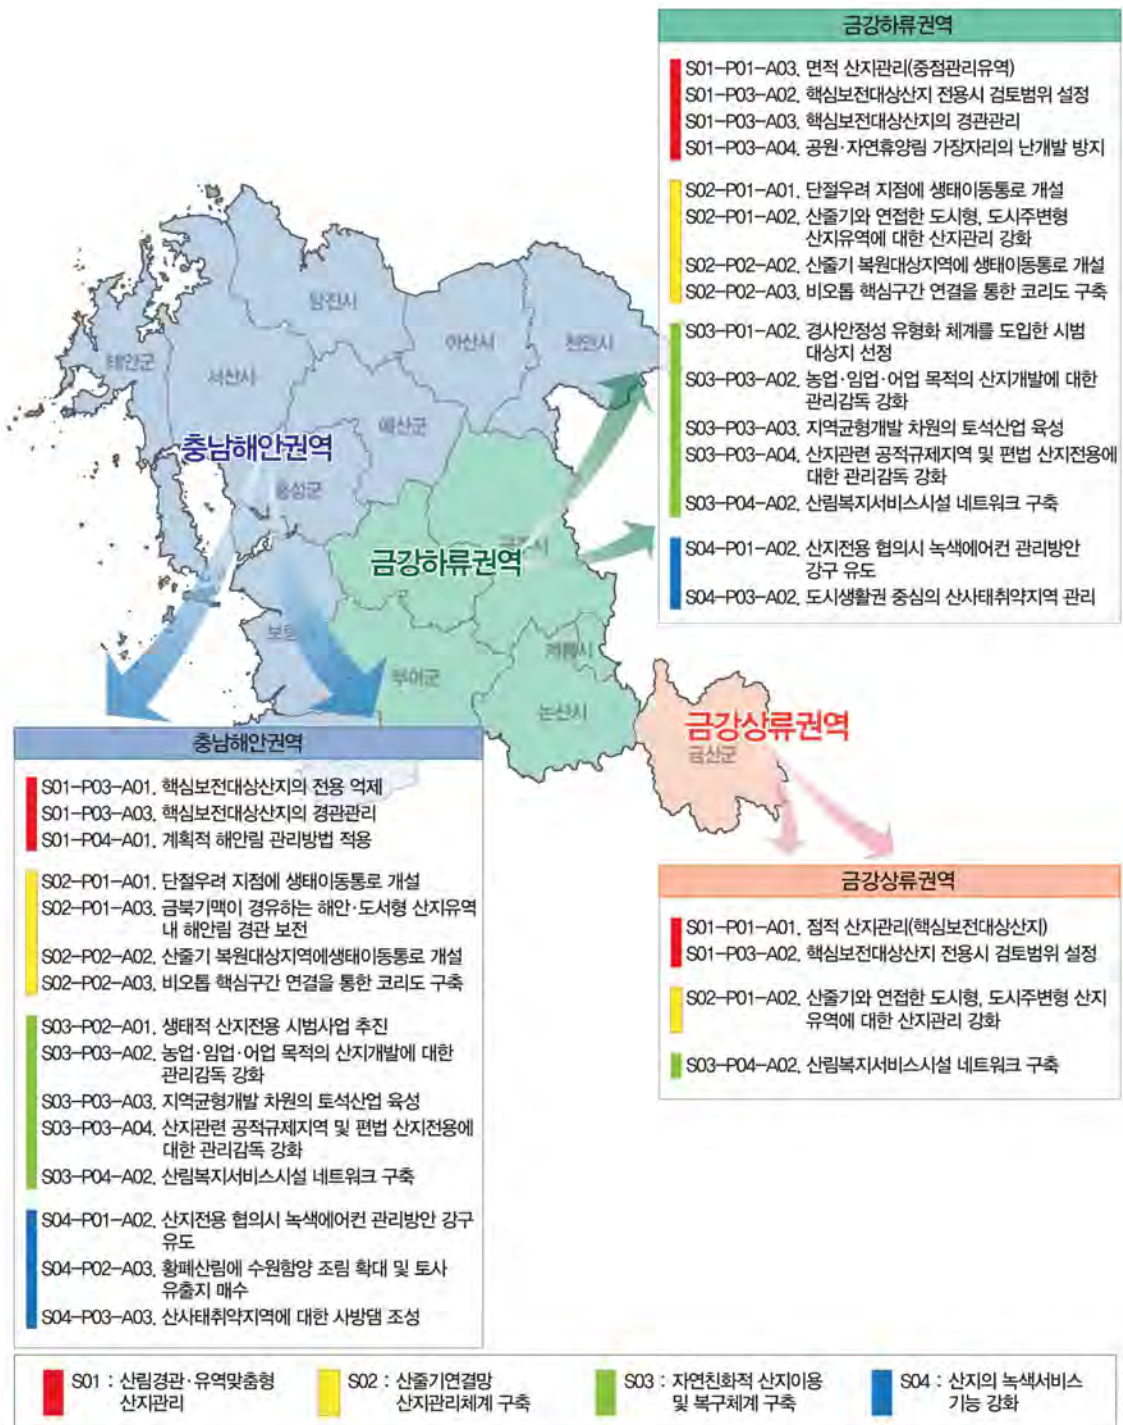 금강하류권역
S01-P01-A03. 면적 산지관리(중점관리유역)
S01-P03-A02. 핵심보전대상산지 전용시 검토범위 설정
S01-P03-A03. 핵심보전대상산지의 경관관리
S01-P03-A04. 공원·자연휴양림 가장자리의 난개발 방지
S02-P01-A01. 단절우려 지점에 생태이동통로 개설
S02-P01-A02. 산줄기와 연접한 도시형, 도시주변형
산지유역에 대한 산지관리 강화
S02-P02-A02. 산줄기 복원대상지역에 생태이동통로 개설
S02-P02-A03. 비오톱 핵심구간 연결을 통한 코리도 구축
S03-P01-A02. 경사안정성 유형화 체계를 도입한 시범
대상지 선정
S03-P03-A02. 농업·임업·어업 목적의 산지개발에 대한
관리감독 강화
S03-P03-A03. 지역균형개발 차원의 토석산업 육성
S03-P03-A04. 산지관련 공적규제지역 및 편법 산지전용에
대한 관리감독 강화
S03-P04-A02. 산림복지서비스시설 네트워크 구축
S04-P01-A02. 산지전용 협의시 녹색에어컨 관리방안
강구 유도
S04-P03-A02. 도시생활권 중심의 산사태취약지역 관리
당진시
아산시
천안시
태안군
서산시
예산군
충남해안권역
홍성군
공주시
금강하류권역
보령
부여군
계룡시
논산시
금강상류권역
금산군
충남해안권역
S01-P03-A01. 핵심보전대상산지의 전용 억제
S01-P03-A03. 핵심보전대상산지의 경관관리
S01-P04-A01. 계획적 해안림 관리방법 적용
S02-P01-A01. 단절우려 지점에 생태이동통로 개설
S02-P01-A03. 금북기맥이 경유하는 해안·도서형 산지유역
내 해안림 경관 보전
S02-P02-A02. 산줄기 복원대상지역에생태이동통로 개설
S02-P02-A03. 비오톱 핵심구간 연결을 통한 코리도 구축
S03-P02-A01. 생태적 산지전용 시범사업 추진
S03-P03-A02. 농업·임업·어업 목적의 산지개발에 대한
관리감독 강화
S03-P03-A03. 지역균형개발 차원의 토석산업 육성
S03-P03-A04. 산지관련 공적규제지역 및 편법 산지전용에
대한 관리감독 강화
S03-P04-A02. 산림복지서비스시설 네트워크 구축
S04-P01-A02. 산지전용 협의시 녹색에어컨 관리방안 강구
유도
S04-P02-A03. 황폐산림에 수원함양 조림 확대 및 토사
유출지 매수
S04-P03-A03. 산사태취약지역에 대한 사방댐 조성
금강상류권역
S01-P01-A01. 점적 산지관리(핵심보전대상산지)
S01-P03-A02. 핵심보전대상산지 전용시 검토범위 설정
S02-P01-A02. 산줄기와 연접한 도시형, 도시주변형 산지
유역에 대한 산지관리 강화
S03-P04-A02. 산림복지서비스시설 네트워크 구축
S01 : 산림경관·유역맞춤형
산지관리
S02 : 산줄기연결망
산지관리체계 구축
S03 : 자연친화적 산지이용
및 복구체계 구축
S04 : 산지의 녹색서비스
기능 강화